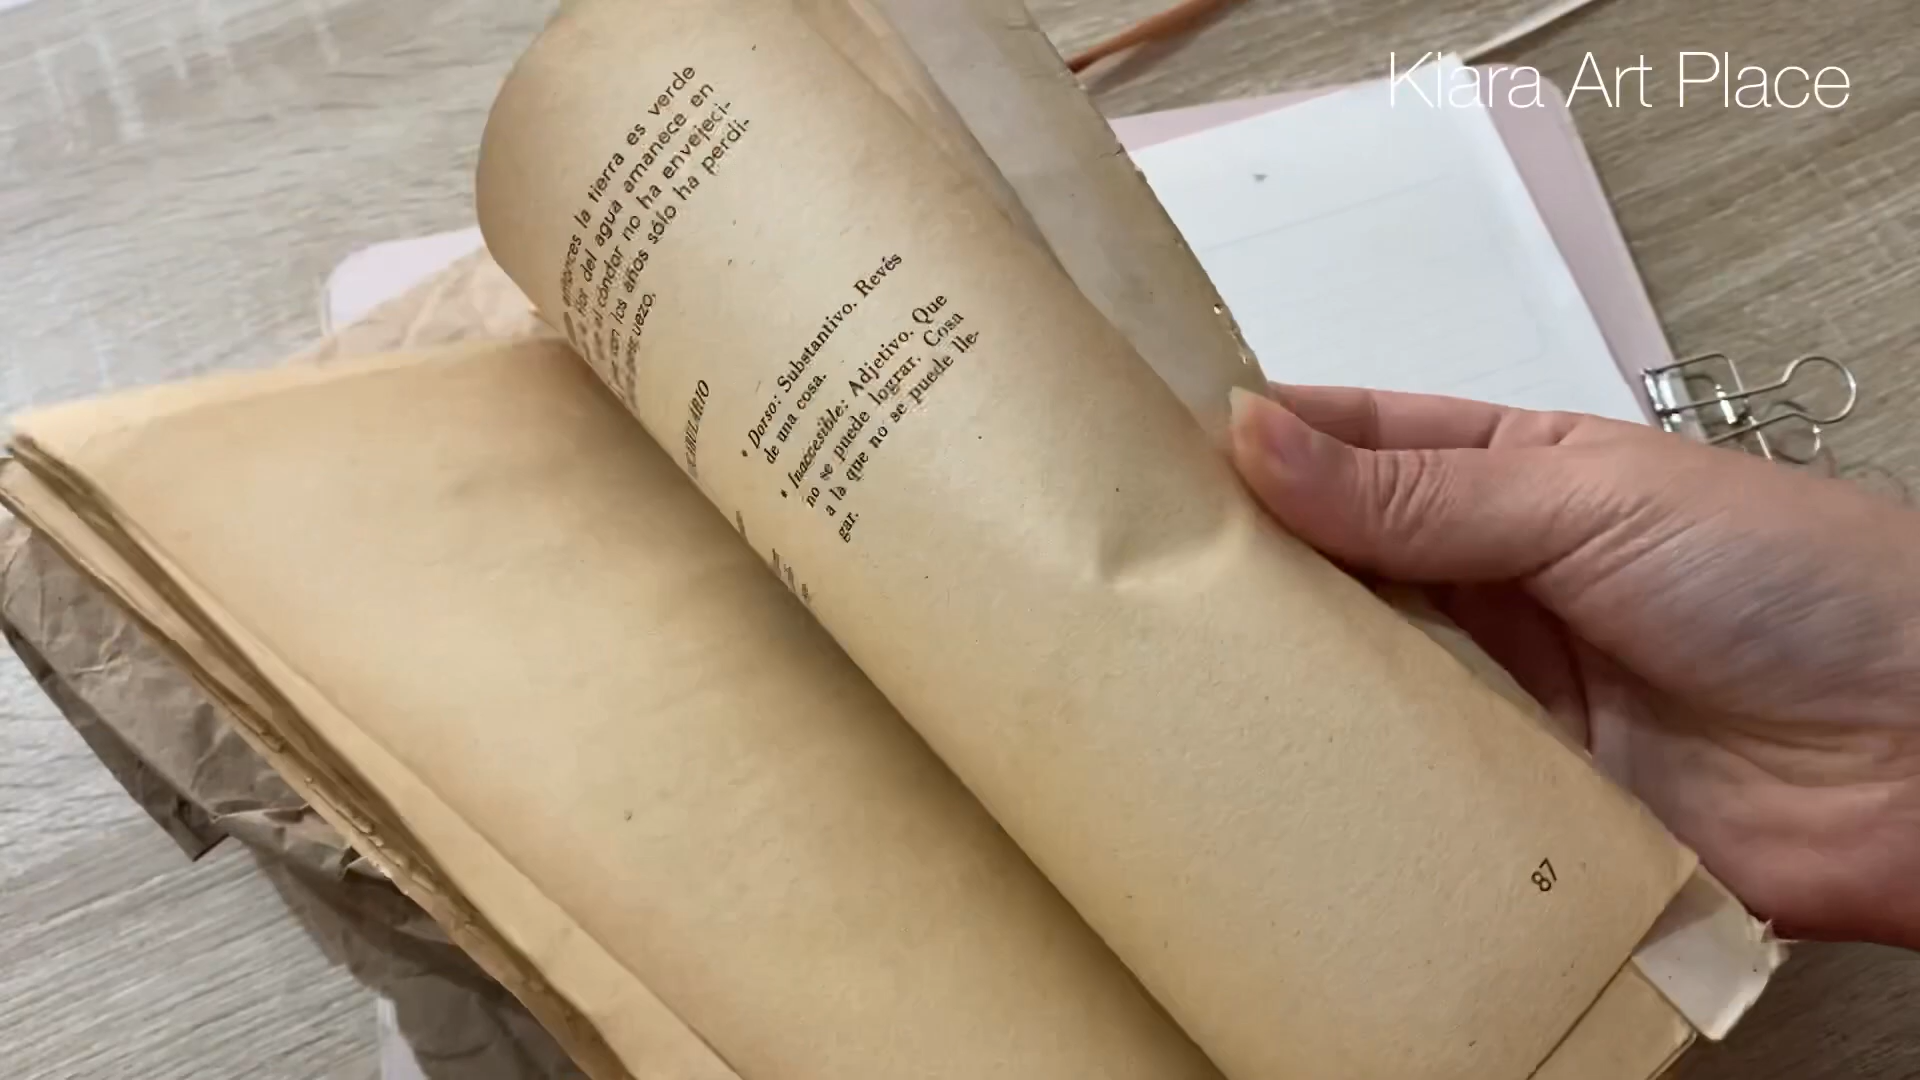 Kiara Art Place
entonces la tierra es verde
flor del agua amanece en
el cóndor no ha envejeci-
con los años sólo ha perdi-
VOCABULARIO
• Dorso: Substantivo. Revés
de una cosa.
• Inaccesible: Adjetivo. Que
no se puede lograr. Cosa
a la que no se puede lle-
gar.
87